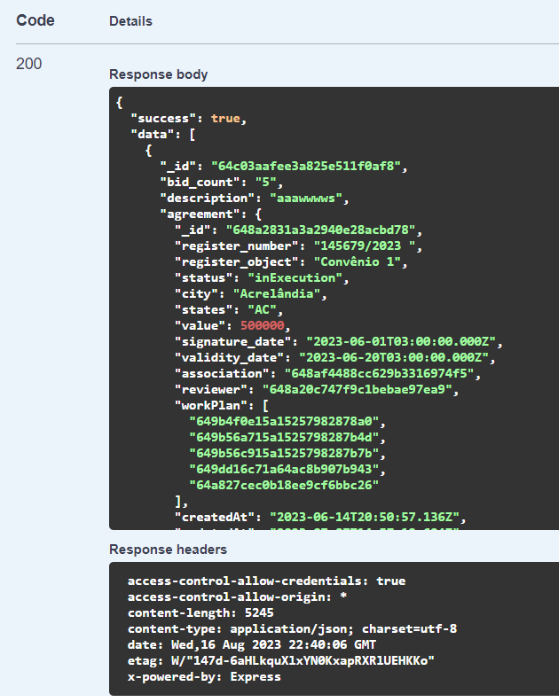 Code Details
200
Response body
{
"success": true,
"data": [
{
"_id": "64c03aafee3a825e511f0af8",
"bid_count": "5",
"description": "aaawwwws",
"agreement": {
"_id": "648a2831a3a2940e28acbd78",
"register_number": "145679/2023 ",
"register_object": "Convênio 1",
"status": "inExecution",
"city": "Acrelândia",
"states": "AC",
"value": 500000,
"signature_date": "2023-06-01T03:00:00.000Z",
"validity_date": "2023-06-20T03:00:00.000Z",
"association": "648af4488cc629b3316974f5",
"reviewer": "648a20c747f9c1bebae97ea9",
"workPlan": [
"649b4f0e15a15257982878a0",
"649b56a715a1525798287b4d",
"649b56c915a1525798287b7b",
"649dd16c71a64ac8b907b943",
"64a827cec0b18ee9cf6bbc26"
],
"createdAt": "2023-06-14T20:50:57.136Z",
Response headers
access-control-allow-credentials: true
access-control-allow-origin: *
content-length: 5245
content-type: application/json; charset=utf-8
date: Wed,16 Aug 2023 22:40:06 GMT
etag: W/"147d-6aHLkquXlxYN0KxapRXRlUEHKKo"
x-powered-by: Express